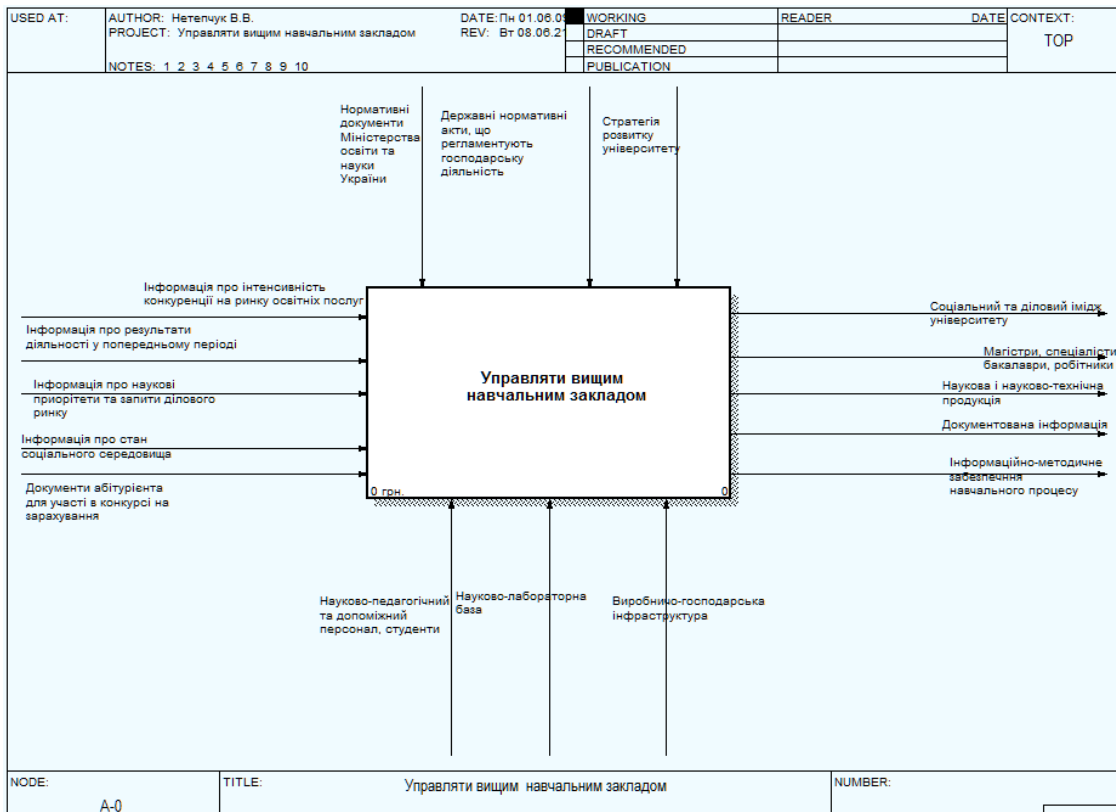 USED AT:
AUTHOR: Нетепчук В.В.
DATE: Пн 01.06.09
WORKING
READER
DATE
CONTEXT:
PROJECT: Управляти вищим навчальним закладом
REV: Вт 08.06.21
DRAFT
TOP
RECOMMENDED
NOTES: 1 2 3 4 5 6 7 8 9 10
PUBLICATION
Нормативні
документи
Міністерства
освіти та
науки
України
Державні нормативні
акти, що
регламентують
господарську
діяльність
Стратегія
розвитку
університету
Інформація про інтенсивність
конкуренції на ринку освітніх послуг
Інформація про результати
діяльності у попередньому періоді
Інформація про наукові
приорітети та запити ділового
ринку
Інформація про стан
соціального середовища
Документи абітурієнта
для участі в конкурсі на
зарахування
Управляти вищим
навчальним закладом
0 грн.
0
Соціальний та діловий імідж
університету
Магістри, спеціалісти
бакалаври, робітники
Наукова і науково-технічна
продукція
Документована інформація
Інформаційно-методичне
забезпечння
навчального процесу
Науково-педагогічний
та допоміжний
персонал, студенти
Науково-лабораторна
база
Виробничо-господарська
інфраструктура
NODE:
TITLE:
Управляти вищим навчальним закладом
NUMBER:
A-0